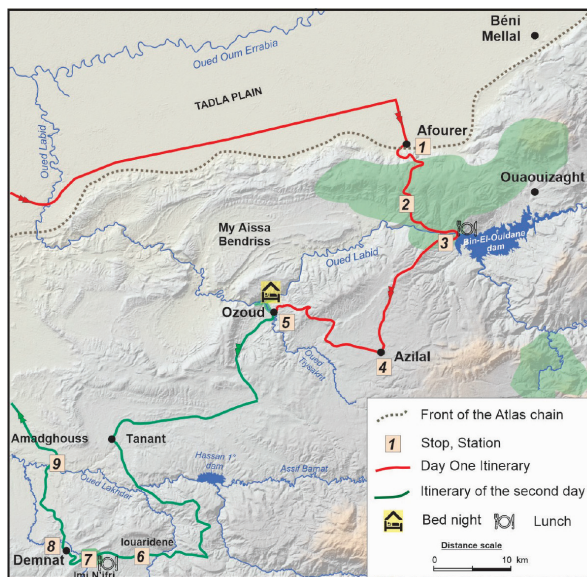 Béni
Mellal
Oued Oum Errabia
TADLA PLAIN
Oued Labid
Afourer
1
Ouaouizaght
2
My Aissa
Bendriss
3
Bin-El-Ouidane
dam
Oued Labid
Ozoud
5
Azilal
4
Oued
Amadghouss
Tanant
9
Hassan 1°
dam
Assif Bamat
Oued Lakhdar
8
Demnat
7
Iouaridene
6
Imi N'ifri
Front of the Atlas chain
1
Stop, Station
Day One Itinerary
Itinerary of the second day
Bed night
Lunch
Distance scale
0
10 km